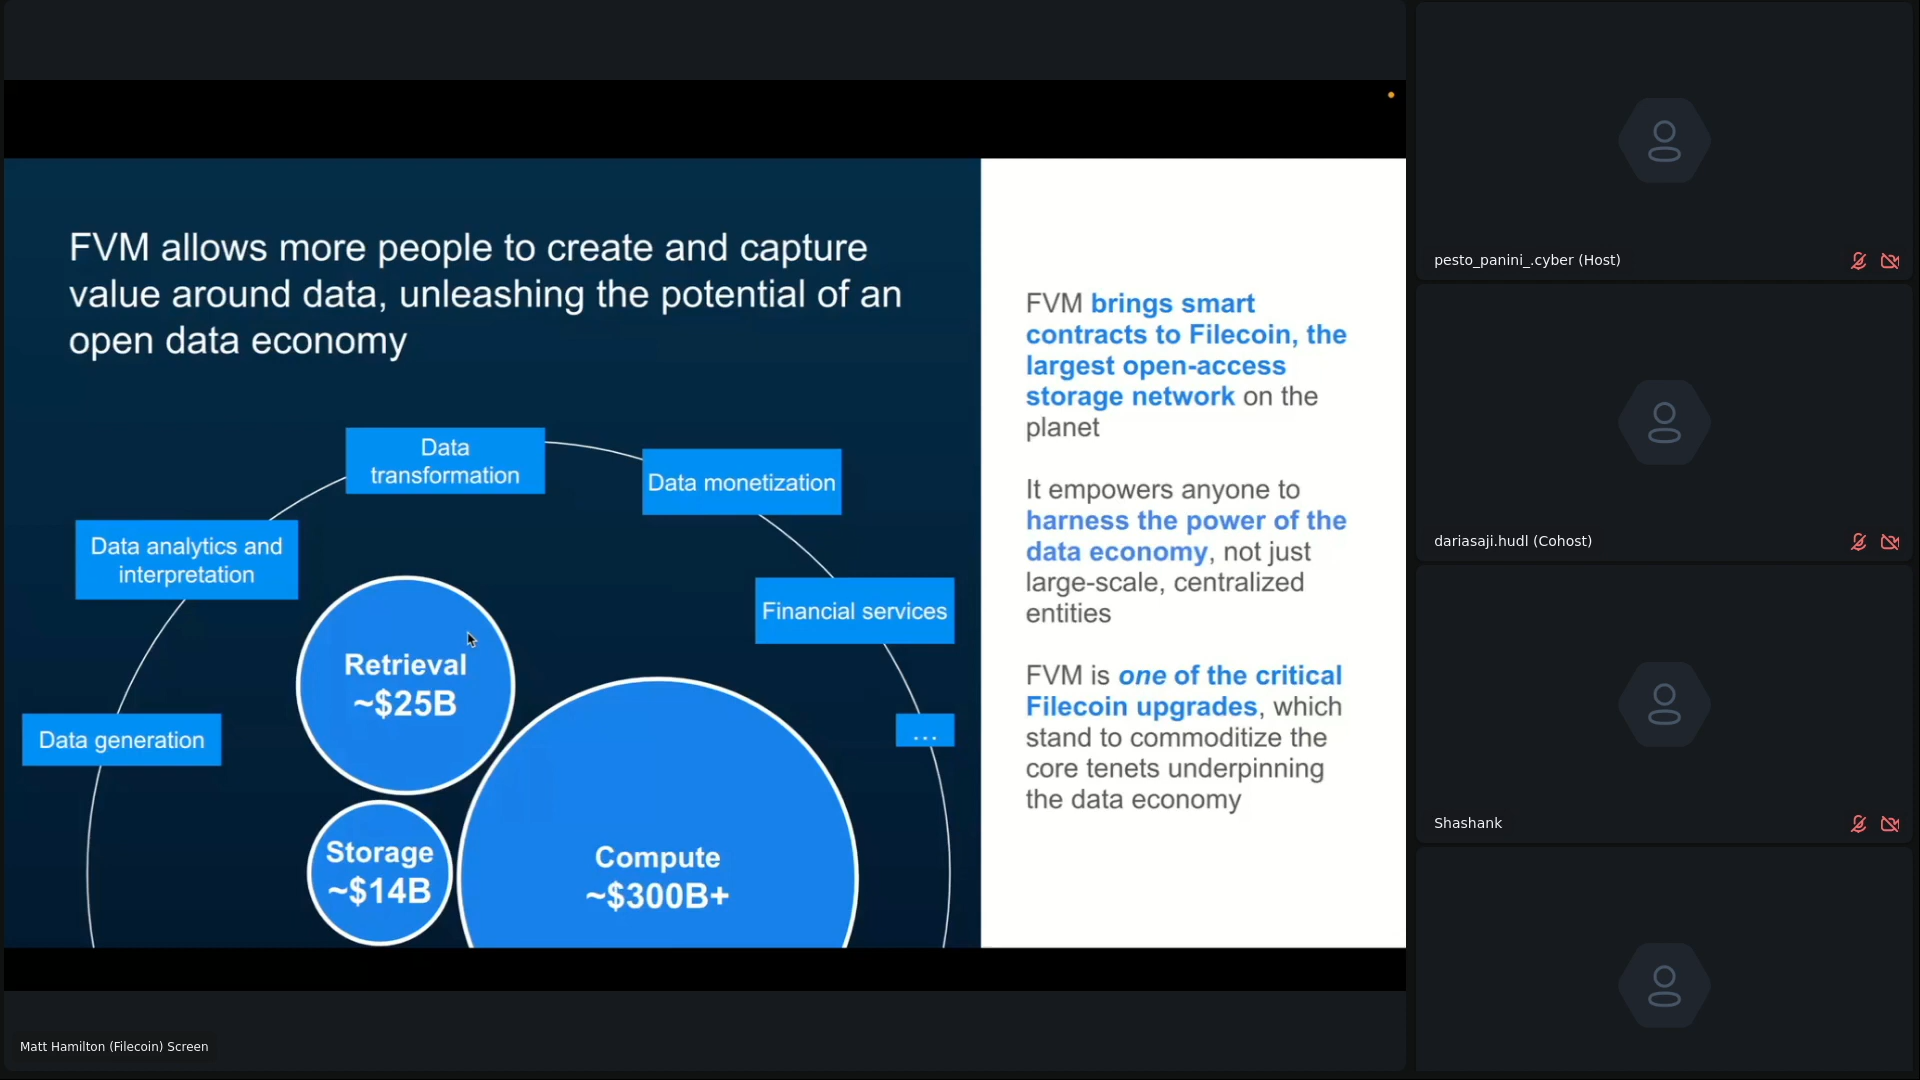 FVM allows more people to create and capture
value around data, unleashing the potential of an
open data economy
Data
transformation
Data monetization
Data analytics and
interpretation
Financial services
Retrieval
~$25B
Data generation
...
Storage
~$14B
Compute
~$300B+
FVM brings smart
contracts to Filecoin, the
largest open-access
storage network on the
planet
It empowers anyone to
harness the power of the
data economy, not just
large-scale, centralized
entities
FVM is one of the critical
Filecoin upgrades, which
stand to commoditize the
core tenets underpinning
the data economy
pesto_panini_.cyber (Host)
dariasaji.hudl (Cohost)
Shashank
Matt Hamilton (Filecoin) Screen